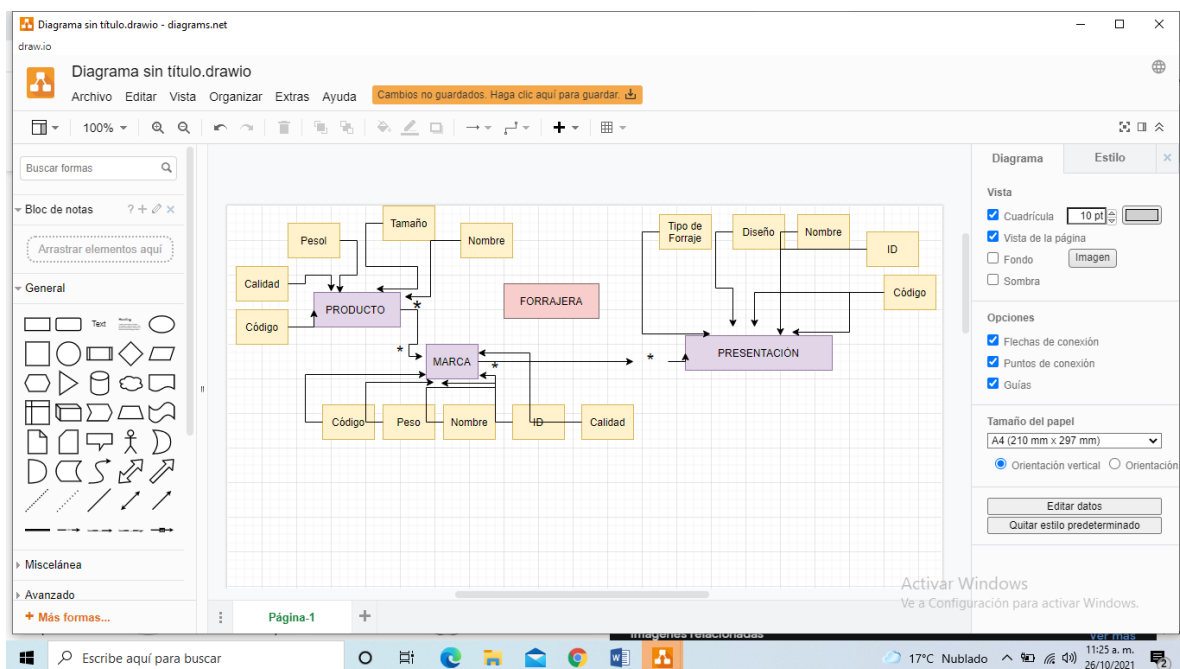 Diagrama sin título.drawio - diagrams.net
draw.io
Diagrama sin título.drawio
Archivo Editar Vista Organizar Extras Ayuda
Cambios no guardados. Haga clic aquí para guardar.
100%
Buscar formas
Bloc de notas
?
Arrastrar elementos aquí
General
Text
Heading
Misceláneа
Avanzado
+ Más formas...
Tamaño
Pesol
Nombre
Calidad
Código
PRODUCTO
*
FORRAJERA
Tipo de
Forraje
Diseño
Nombre
ID
Código
PRESENTACIÓN
*
*
MARCA
*
Código
Peso
Nombre
ID
Calidad
Página-1
Diagrama
Estilo
Vista
Cuadrícula
10 pt
Vista de la página
Fondo
Imagen
Sombra
Opciones
Flechas de conexión
Puntos de conexión
Guías
Tamaño del papel
A4 (210 mm x 297 mm)
Orientación vertical
Orientación
Editar datos
Quitar estilo predeterminado
Activar Windows
Ve a Configuración para activar Windows.
Imágenes relacionadas
Ver más
Escribe aquí para buscar
17°C Nublado
11:25 a. m.
26/10/2021
2